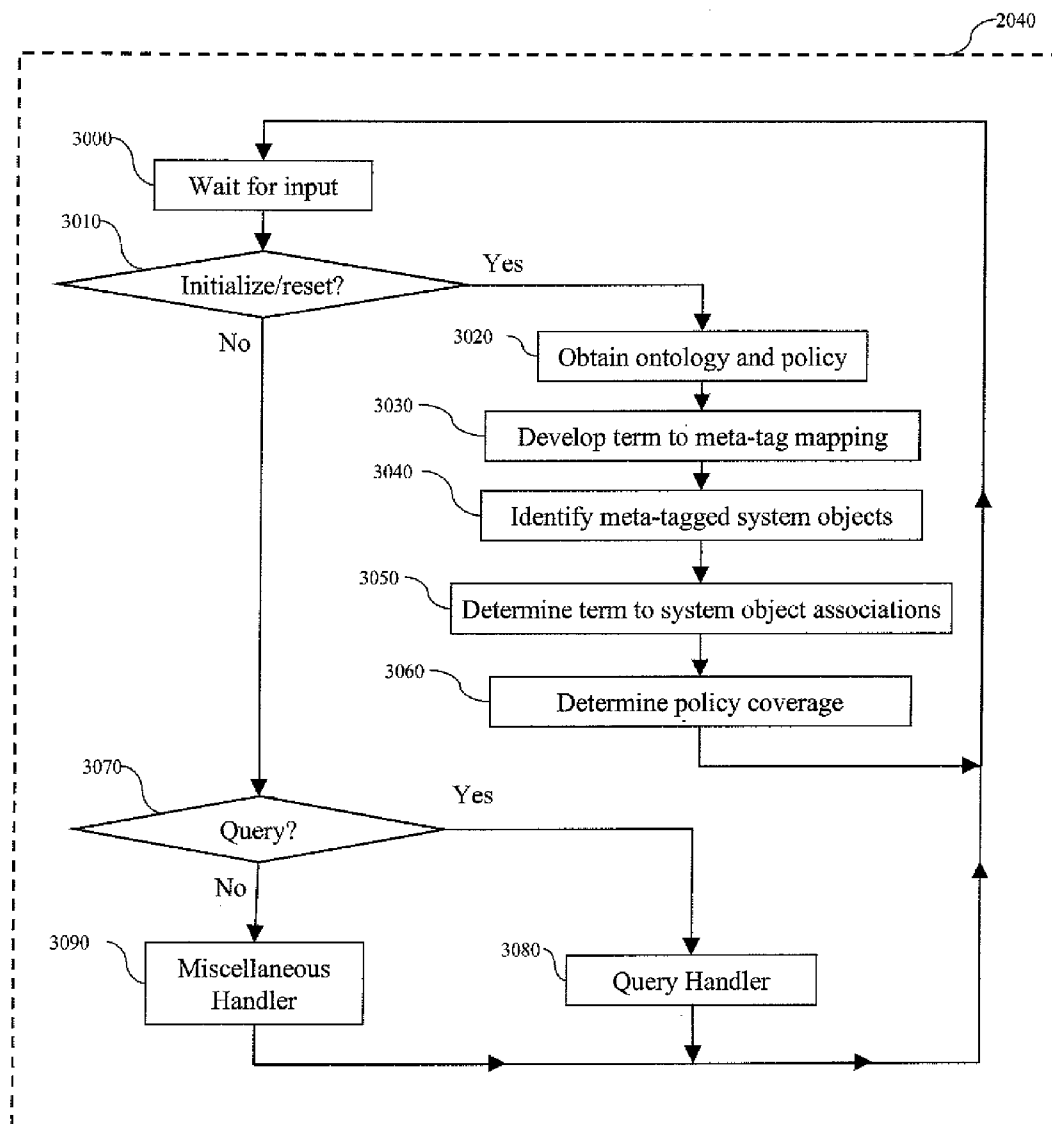 2040
3000
Wait for input
3010
Initialize/reset?
Yes
No
3020
Obtain ontology and policy
3030
Develop term to meta-tag mapping
3040
Identify meta-tagged system objects
3050
Determine term to system object associations
3060
Determine policy coverage
3070
Query?
Yes
No
3090
Miscellaneous
Handler
3080
Query Handler